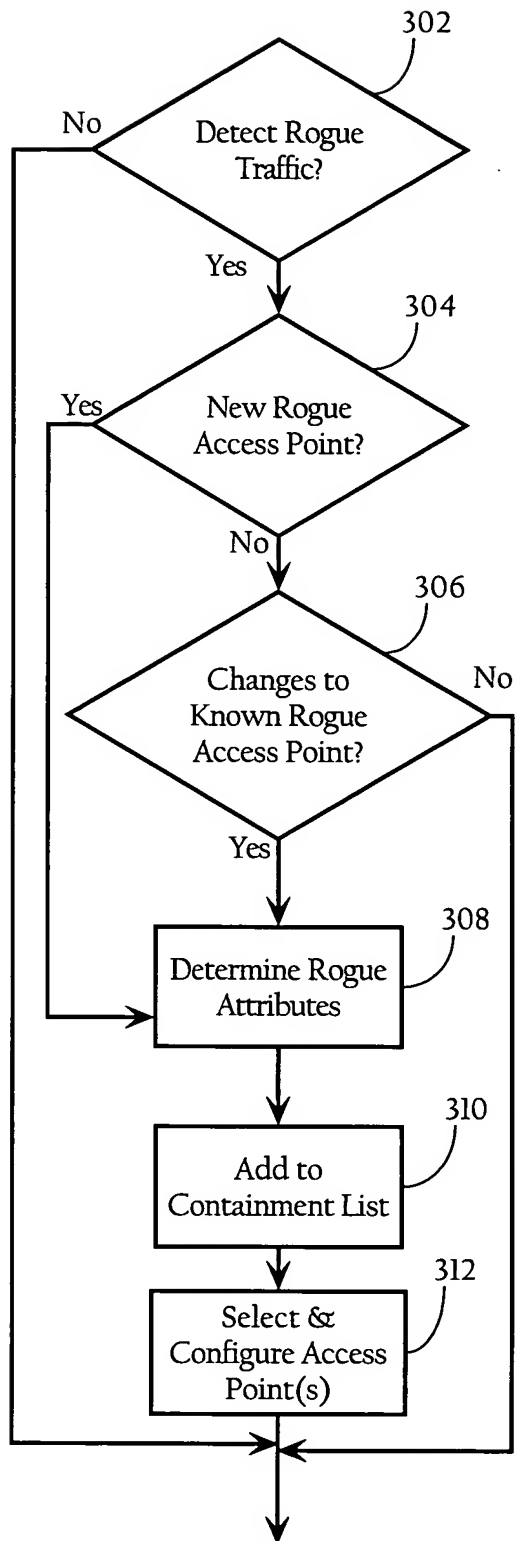 302
No
Detect Rogue
Traffic?
Yes
304
Yes
New Rogue
Access Point?
No
306
No
Changes to
Known Rogue
Access Point?
Yes
308
Determine Rogue
Attributes
310
Add to
Containment List
312
Select &
Configure Access
Point(s)